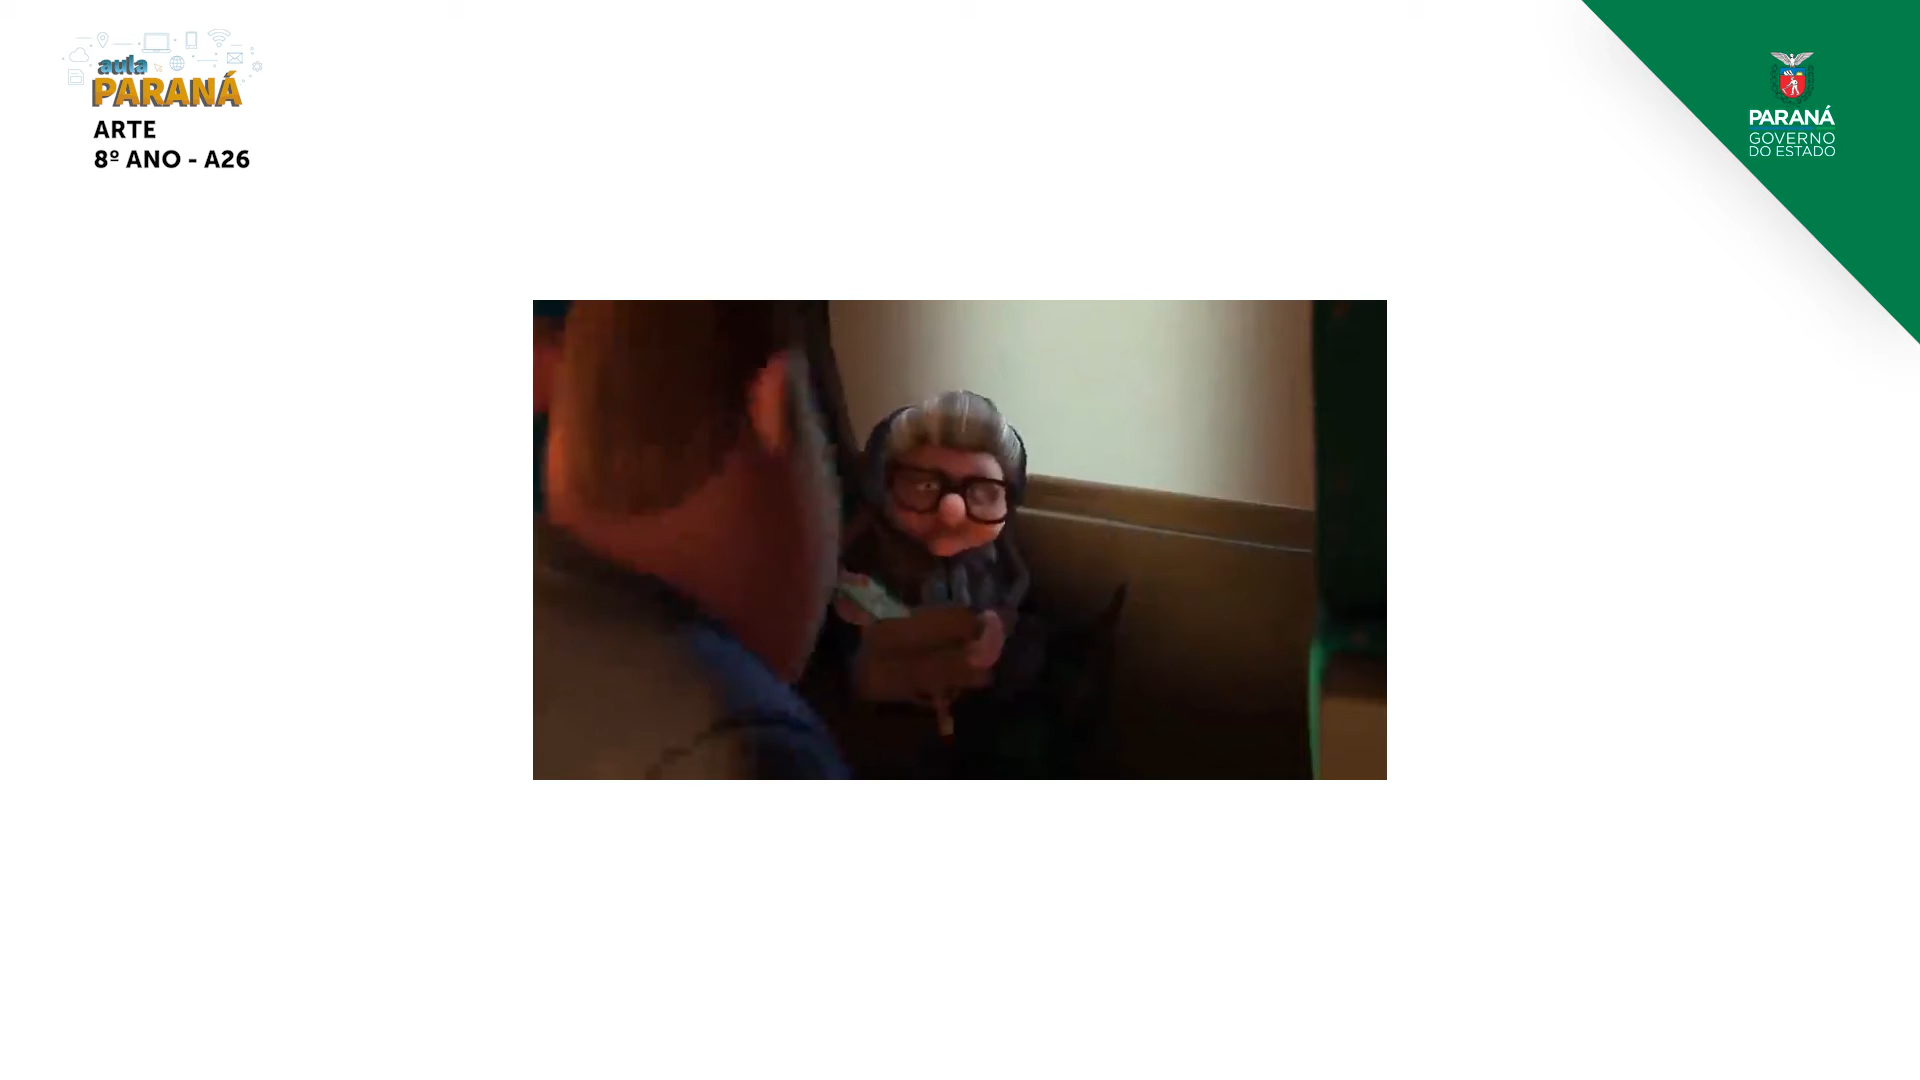 aula
PARANÁ
ARTE
8º ANO - A26
PARANÁ
GOVERNO
DO ESTADO